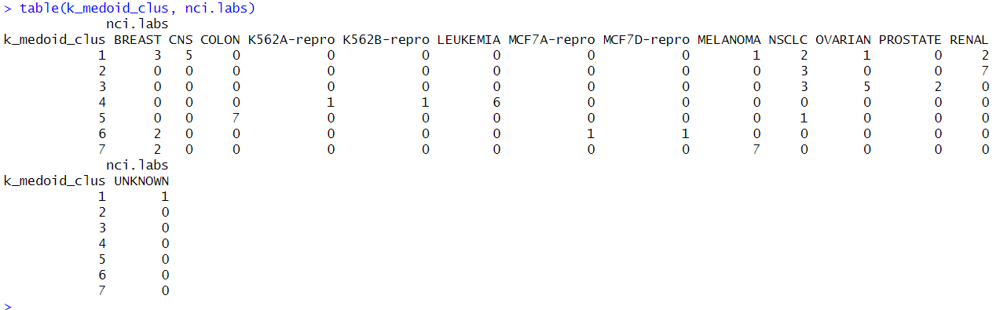 > table(k_medoid_clus, nci.labs)
             nci.labs
k_medoid_clus BREAST CNS COLON K562A-repro K562B-repro LEUKEMIA MCF7A-repro MCF7D-repro MELANOMA NSCLC OVARIAN PROSTATE RENAL
            1      3   5     0           0           0        0           0           0        1     2       1        0     2
            2      0   0     0           0           0        0           0           0        0     3       0        0     7
            3      0   0     0           0           0        0           0           0        0     3       5        2     0
            4      0   0     0           1           1        6           0           0        0     0       0        0     0
            5      0   0     7           0           0        0           0           0        0     1       0        0     0
            6      2   0     0           0           0        0           1           1        0     0       0        0     0
            7      2   0     0           0           0        0           0           0        7     0       0        0     0
             nci.labs
k_medoid_clus UNKNOWN
            1       1
            2       0
            3       0
            4       0
            5       0
            6       0
            7       0
>